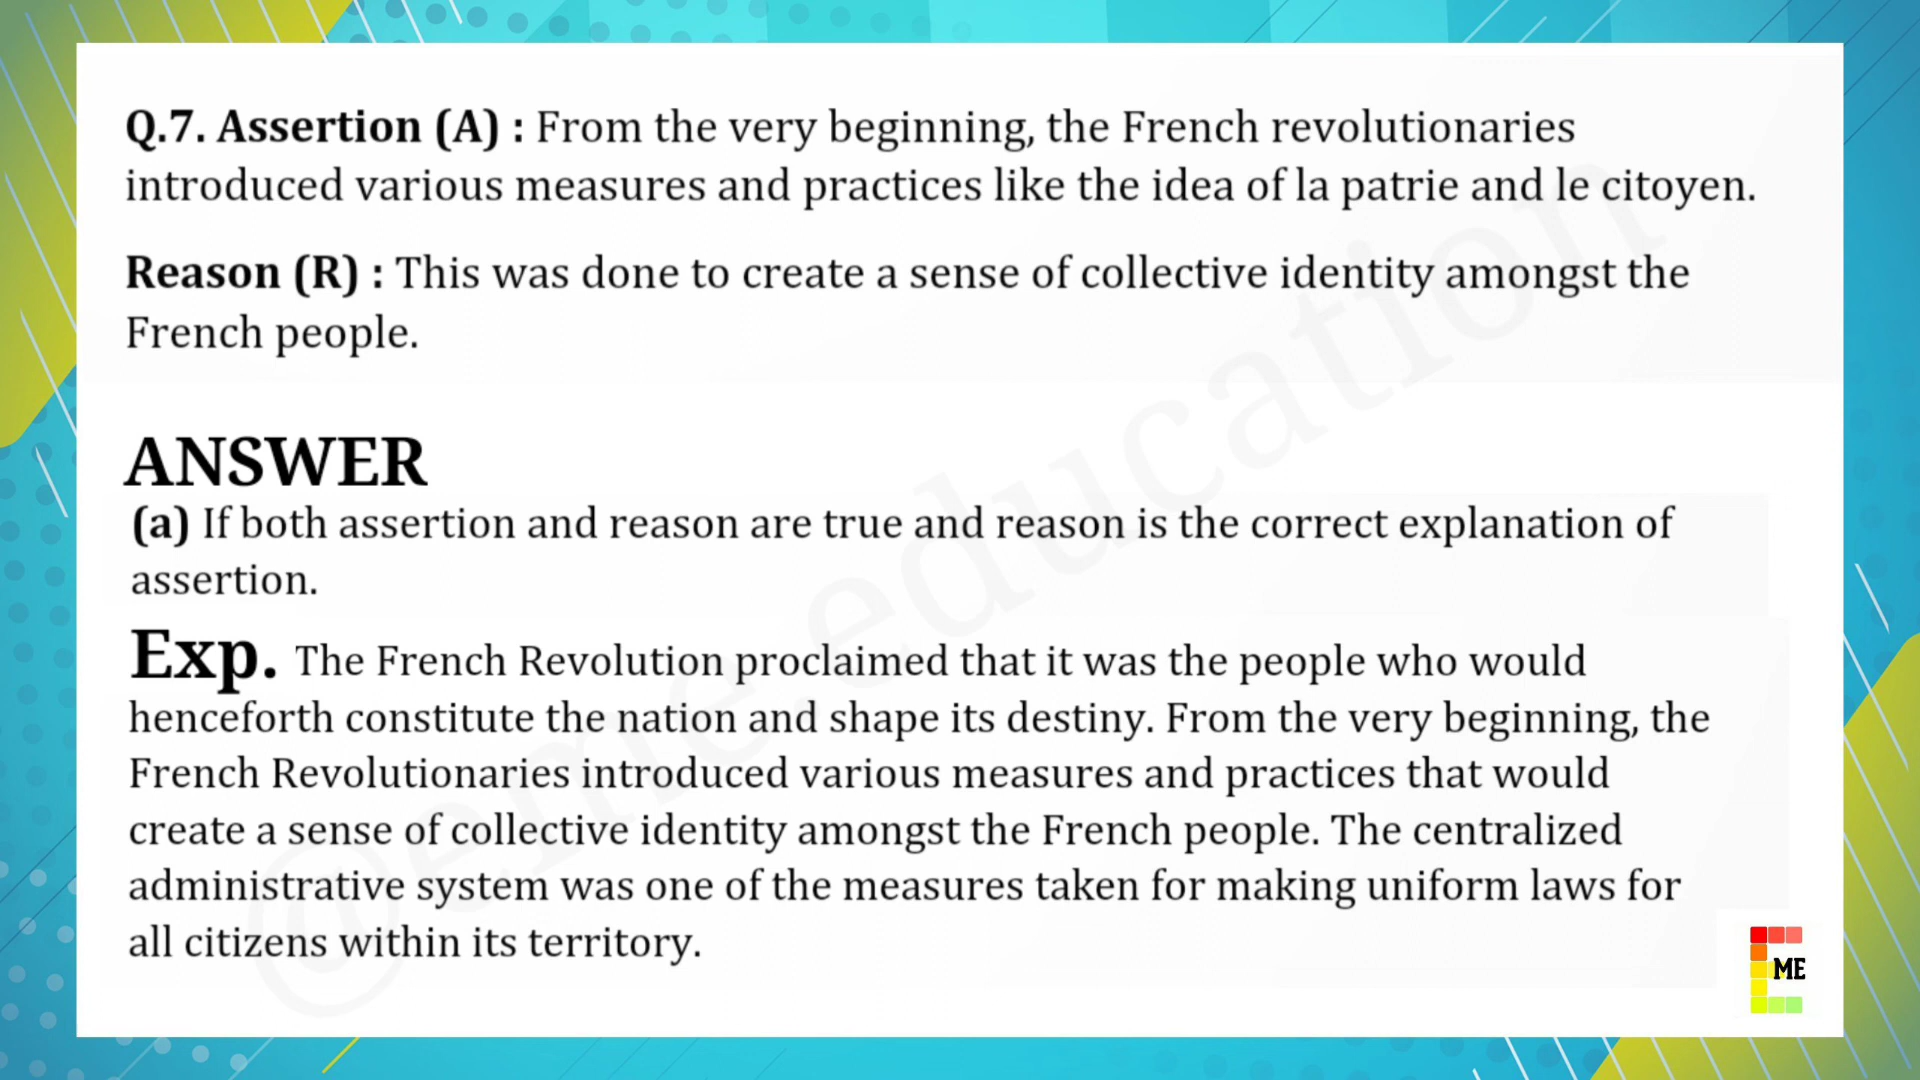 Q.7. Assertion (A) : From the very beginning, the French revolutionaries
introduced various measures and practices like the idea of la patrie and le citoyen.
Reason (R) : This was done to create a sense of collective identity amongst the
French people.
ANSWER
(a) If both assertion and reason are true and reason is the correct explanation of
assertion.
Exp. The French Revolution proclaimed that it was the people who would
henceforth constitute the nation and shape its destiny. From the very beginning, the
French Revolutionaries introduced various measures and practices that would
create a sense of collective identity amongst the French people. The centralized
administrative system was one of the measures taken for making uniform laws for
all citizens within its territory.
@eme.education
ME